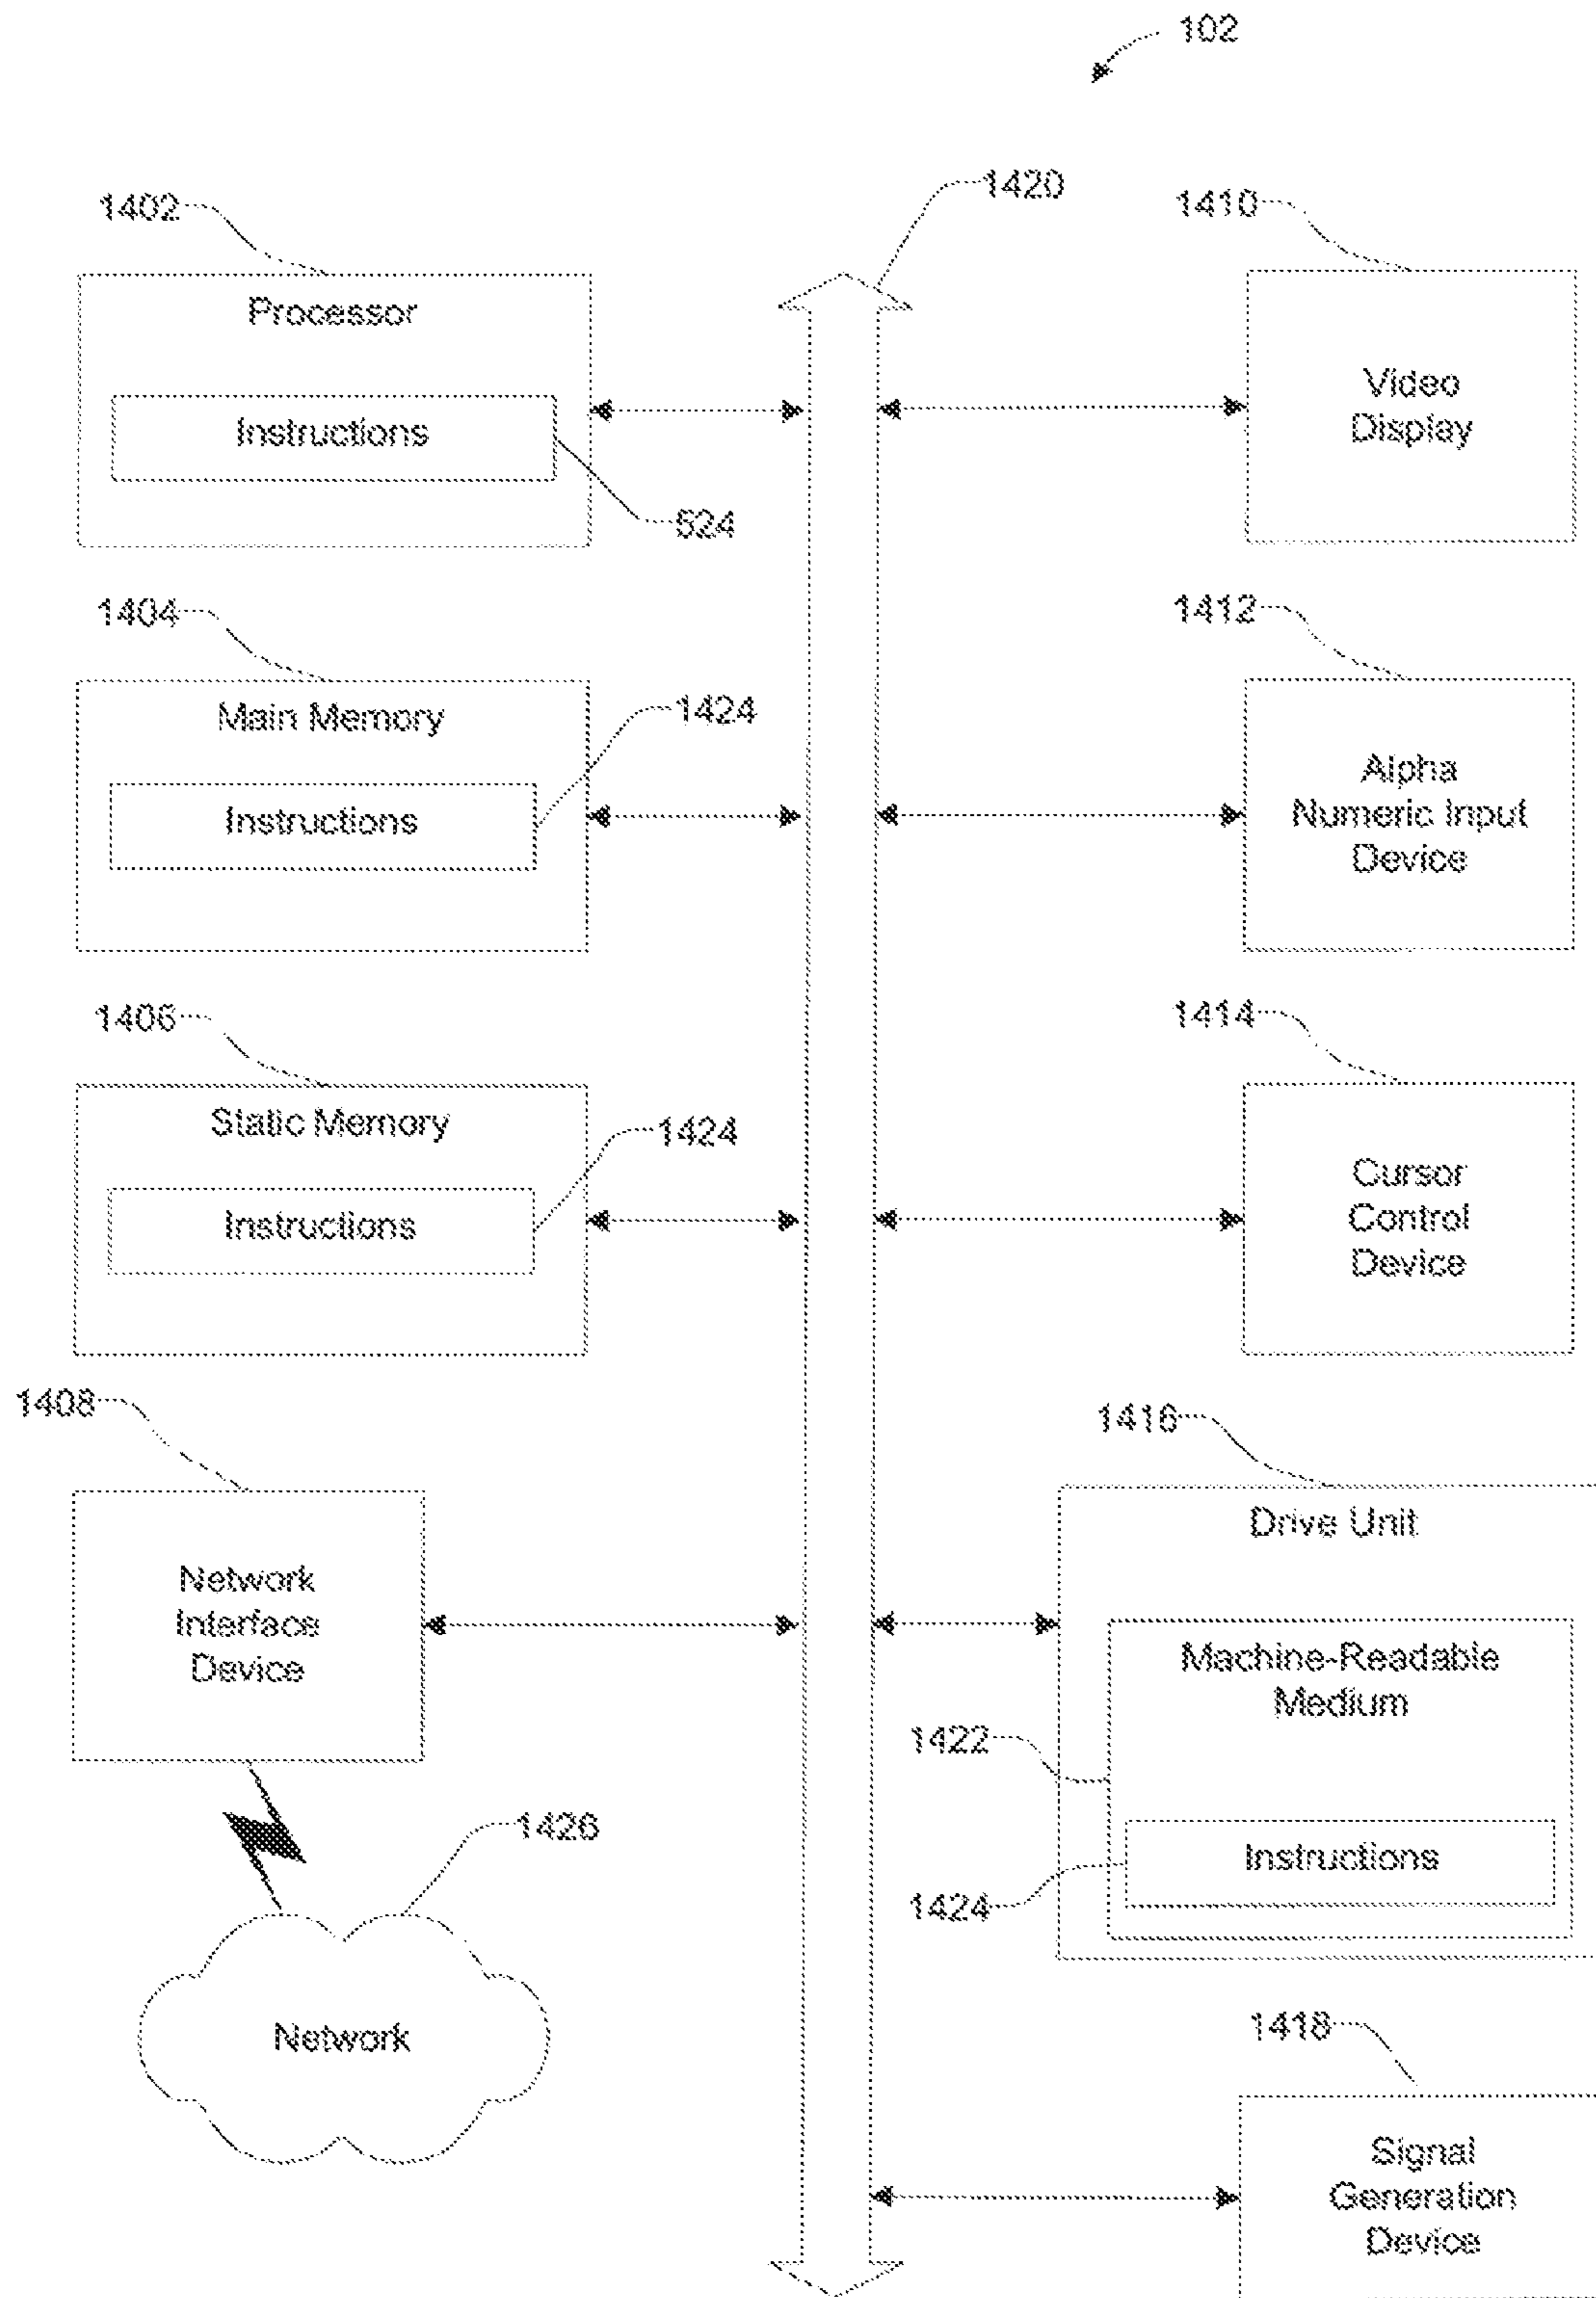 102
1420
1402
1410
Processor
Instructions
524
Video
Display
1404
1412
Main Memory
1424
Instructions
Alpha
Numeric Input
Device
1406
1414
Static Memory
1424
Instructions
Cursor
Control
Device
1408
1416
Network
Interface
Device
Drive Unit
Machine-Readable
Medium
1422
Instructions
1424
1426
Network
1418
Signal
Generation
Device